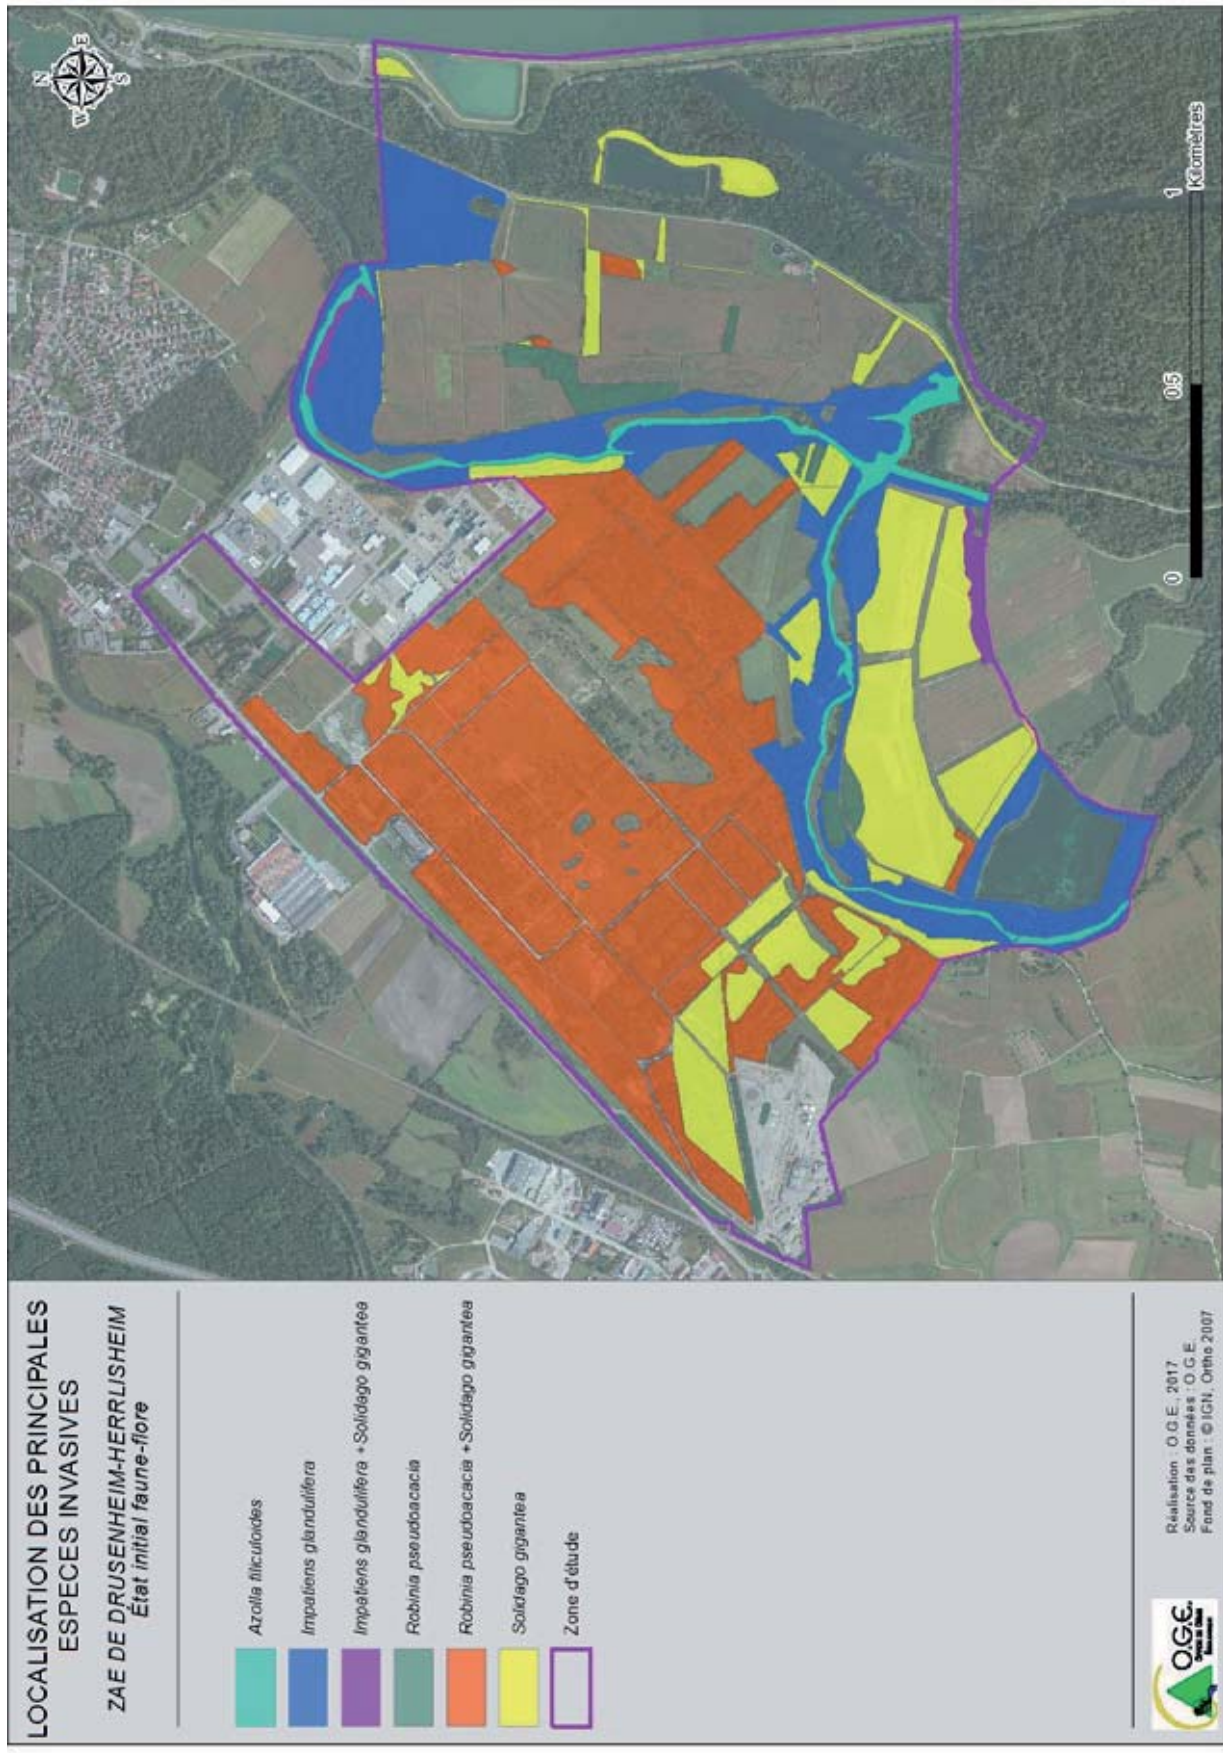 LOCALISATION DES PRINCIPALES
ESPECES INVASIVES
ZAE DE DRUSENHEIM-HERRLISHEIM
État initial faune-flore
Azolla filiculoides
Impatiens glandulifera
Impatiens glandulifera +Solidago gigantea
Robinia pseudoacacia
Robinia pseudoacacia +Solidago gigantea
Solidago gigantea
Zone d'étude
Réalisation : O.G.E., 2017
Source des données : O.G.E.
Fond de plan : © IGN, Ortho 2007
O.G.E.
N
E
S
W
0
0.5
1
Kilomètres